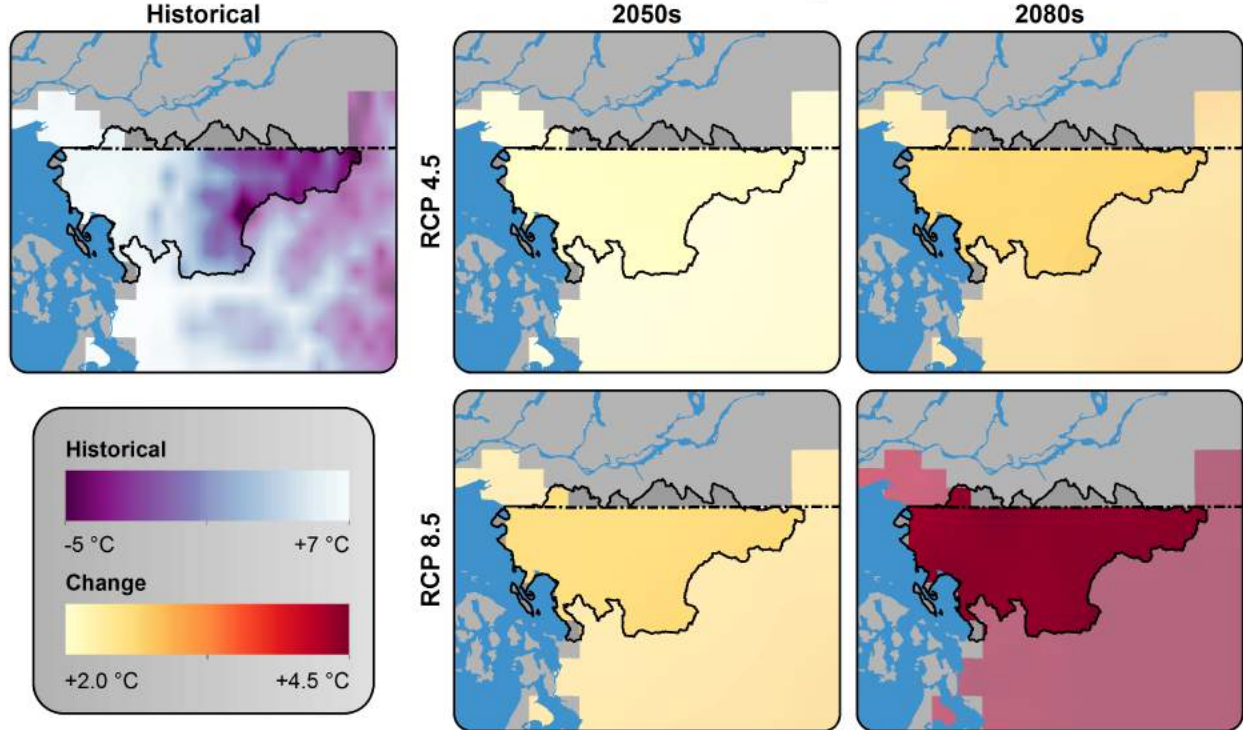 Historical
2050s
2080s
RCP 4.5
RCP 8.5
Historical
-5 °C +7 °C
Change
+2.0 °C +4.5 °C